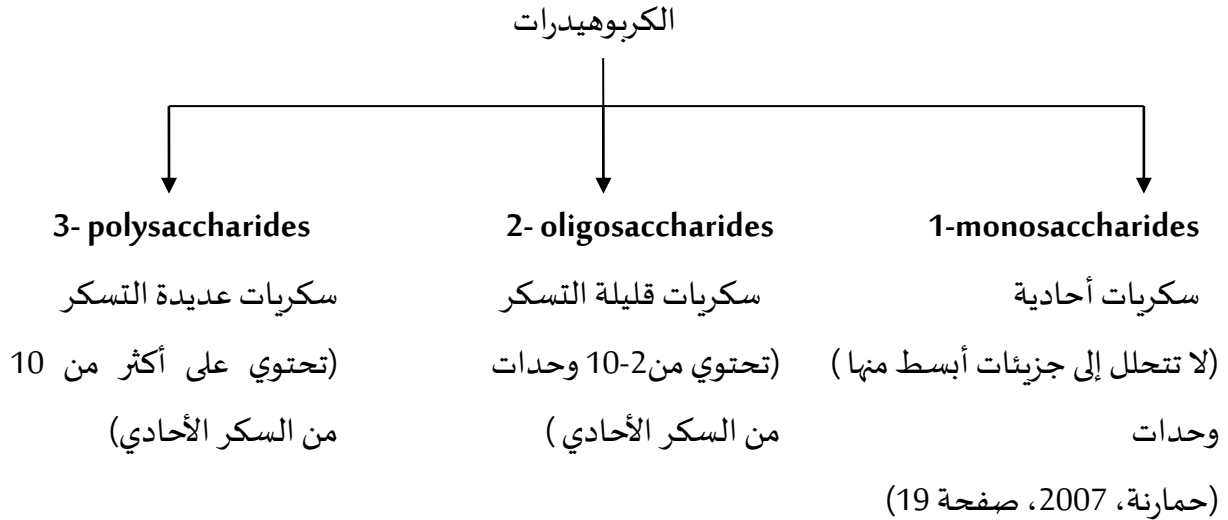 الكربوهيدرات
1-monosaccharides
2- oligosaccharides
3- polysaccharides
سكريات أحادية
سكريات قليلة التسكر
سكريات عديدة التسكر
(لا تتحلل إلى جزيئات أبسط منها )
(تحتوي من2-10 وحدات
(تحتوي على أكثر من 10
وحدات
من السكر الأحادي )
من السكر الأحادي)
(حمارنة، 2007، صفحة 19)